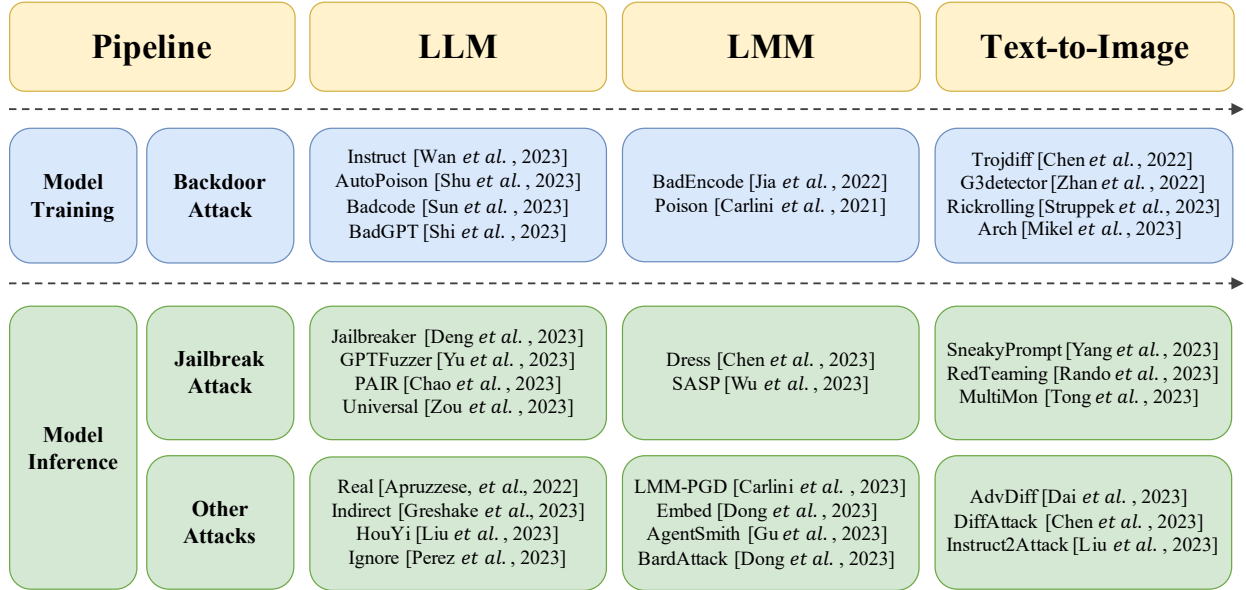 Pipeline
LLM
LMM
Text-to-Image
Model
Training
Backdoor
Attack
Instruct [Wan et al. , 2023]
AutoPoison [Shu et al. , 2023]
Badcode [Sun et al. , 2023]
BadGPT [Shi et al. , 2023]
BadEncode [Jia et al. , 2022]
Poison [Carlini et al. , 2021]
Trojdiff [Chen et al. , 2022]
G3detector [Zhan et al. , 2022]
Rickrolling [Struppek et al. , 2023]
Arch [Mikel et al. , 2023]
Model
Inference
Jailbreak
Attack
Jailbreaker [Deng et al. , 2023]
GPTFuzzer [Yu et al. , 2023]
PAIR [Chao et al. , 2023]
Universal [Zou et al. , 2023]
Dress [Chen et al. , 2023]
SASP [Wu et al. , 2023]
SneakyPrompt [Yang et al. , 2023]
RedTeaming [Rando et al. , 2023]
MultiMon [Tong et al. , 2023]
Other
Attacks
Real [Apruzzese, et al., 2022]
Indirect [Greshake et al., 2023]
HouYi [Liu et al. , 2023]
Ignore [Perez et al. , 2023]
LMM-PGD [Carlini et al. , 2023]
Embed [Dong et al. , 2023]
AgentSmith [Gu et al. , 2023]
BardAttack [Dong et al. , 2023]
AdvDiff [Dai et al. , 2023]
DiffAttack [Chen et al. , 2023]
Instruct2Attack [Liu et al. , 2023]